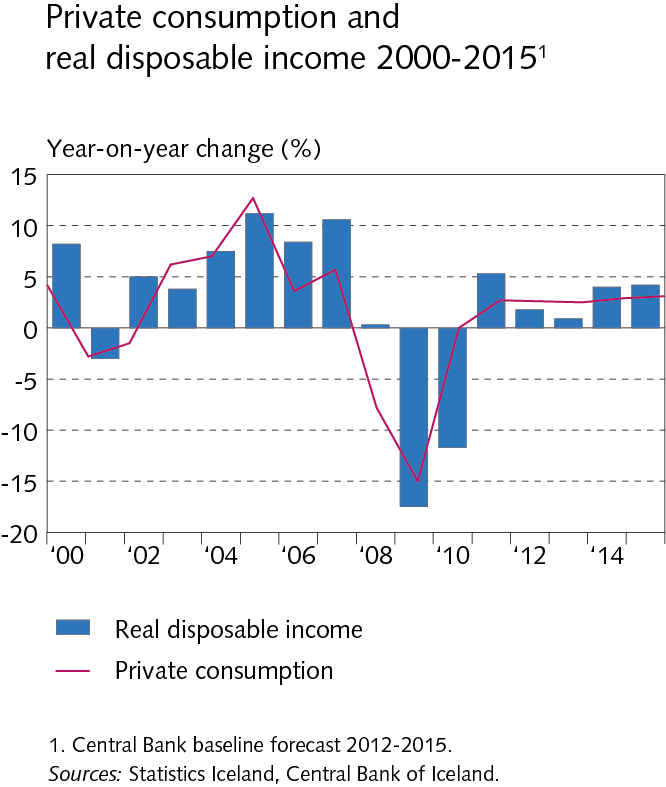 Private consumption and
real disposable income 2000-2015¹
Year-on-year change (%)
15
10
5
0
-5
-10
-15
-20
‘00 ‘02 ‘04 ‘06 ‘08 ‘10 ‘12 ‘14
Real disposable income
Private consumption
1. Central Bank baseline forecast 2012-2015.
Sources: Statistics Iceland, Central Bank of Iceland.